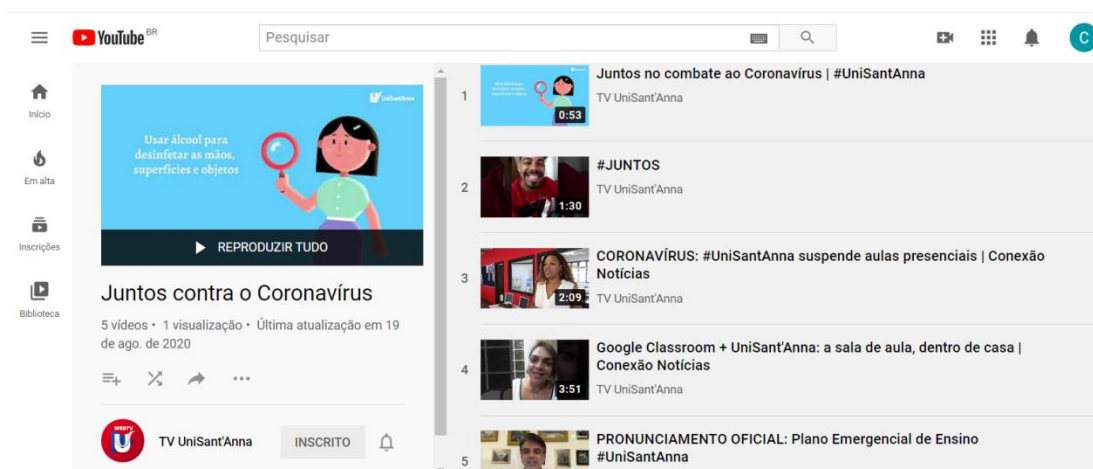 YouTube BR
Pesquisar
C
Início
Em alta
Inscrições
Biblioteca
UniSant'Anna
Usar álcool para
desinfetar as mãos,
superfícies e objetos
REPRODUZIR TUDO
Juntos contra o Coronavírus
5 vídeos • 1 visualização • Última atualização em 19
de ago. de 2020
WEBTV
TV UniSant'Anna
INSCRITO
1
0:53
Juntos no combate ao Coronavírus | #UniSantAnna
TV UniSant'Anna
2
1:30
#JUNTOS
TV UniSant'Anna
3
2:09
CORONAVÍRUS: #UniSantAnna suspende aulas presenciais | Conexão
Notícias
TV UniSant'Anna
4
3:51
Google Classroom + UniSant'Anna: a sala de aula, dentro de casa |
Conexão Notícias
TV UniSant'Anna
5
PRONUNCIAMENTO OFICIAL: Plano Emergencial de Ensino
#UniSantAnna